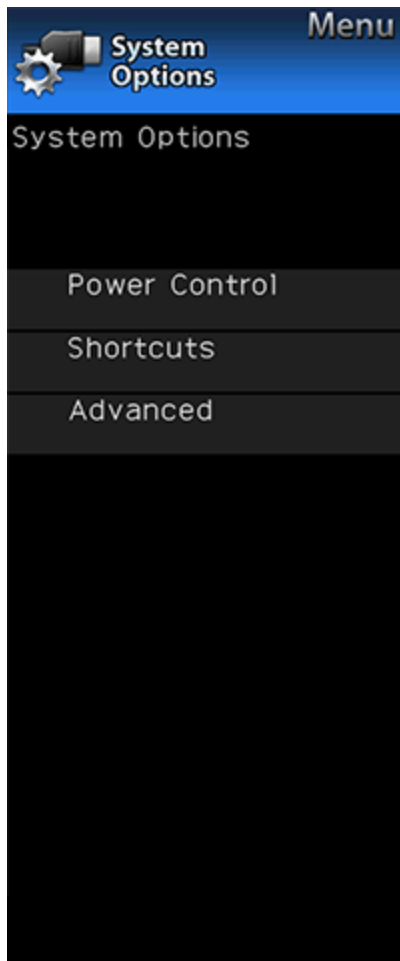 Menu
System
Options
System Options
Power Control
Shortcuts
Advanced